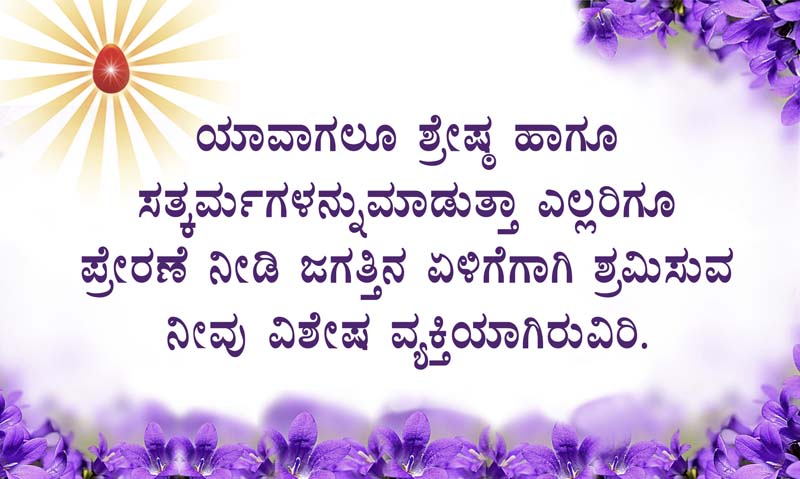 ಯಾವಾಗಲೂ ಶ್ರೇಷ್ಠ ಹಾಗೂ
ಸತ್ಕರ್ಮಗಳನ್ನುಮಾಡುತ್ತಾ ಎಲ್ಲರಿಗೂ
ಪ್ರೇರಣೆ ನೀಡಿ ಜಗತ್ತಿನ ಏಳಿಗೆಗಾಗಿ ಶ್ರಮಿಸುವ
ನೀವು ವಿಶೇಷ ವ್ಯಕ್ತಿಯಾಗಿರುವಿರಿ.